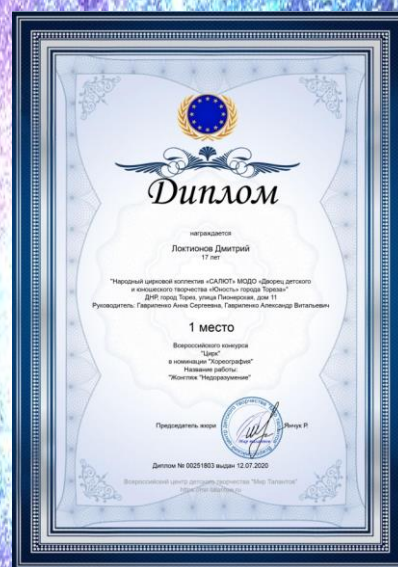 Диплом
награждается
Локтионов Дмитрий
17 лет
"Народный цирковой коллектив «САЛЮТ» МОДО «Дворец детского
и юношеского творчества «Юность» города Тореза»"
ДНР, город Торез, улица Пионерская, дом 11
Руководитель: Гавриленко Анна Сергеевна, Гавриленко Александр Витальевич
1 место
Всероссийского конкурса
"Цирк"
в номинации "Хореография"
Название работы:
"Жонгляж "Недоразумение"
Председатель жюри
Янчук Р.
Диплом № 00251803 выдан 12.07.2020
Всероссийский центр детского творчества "Мир Талантов"